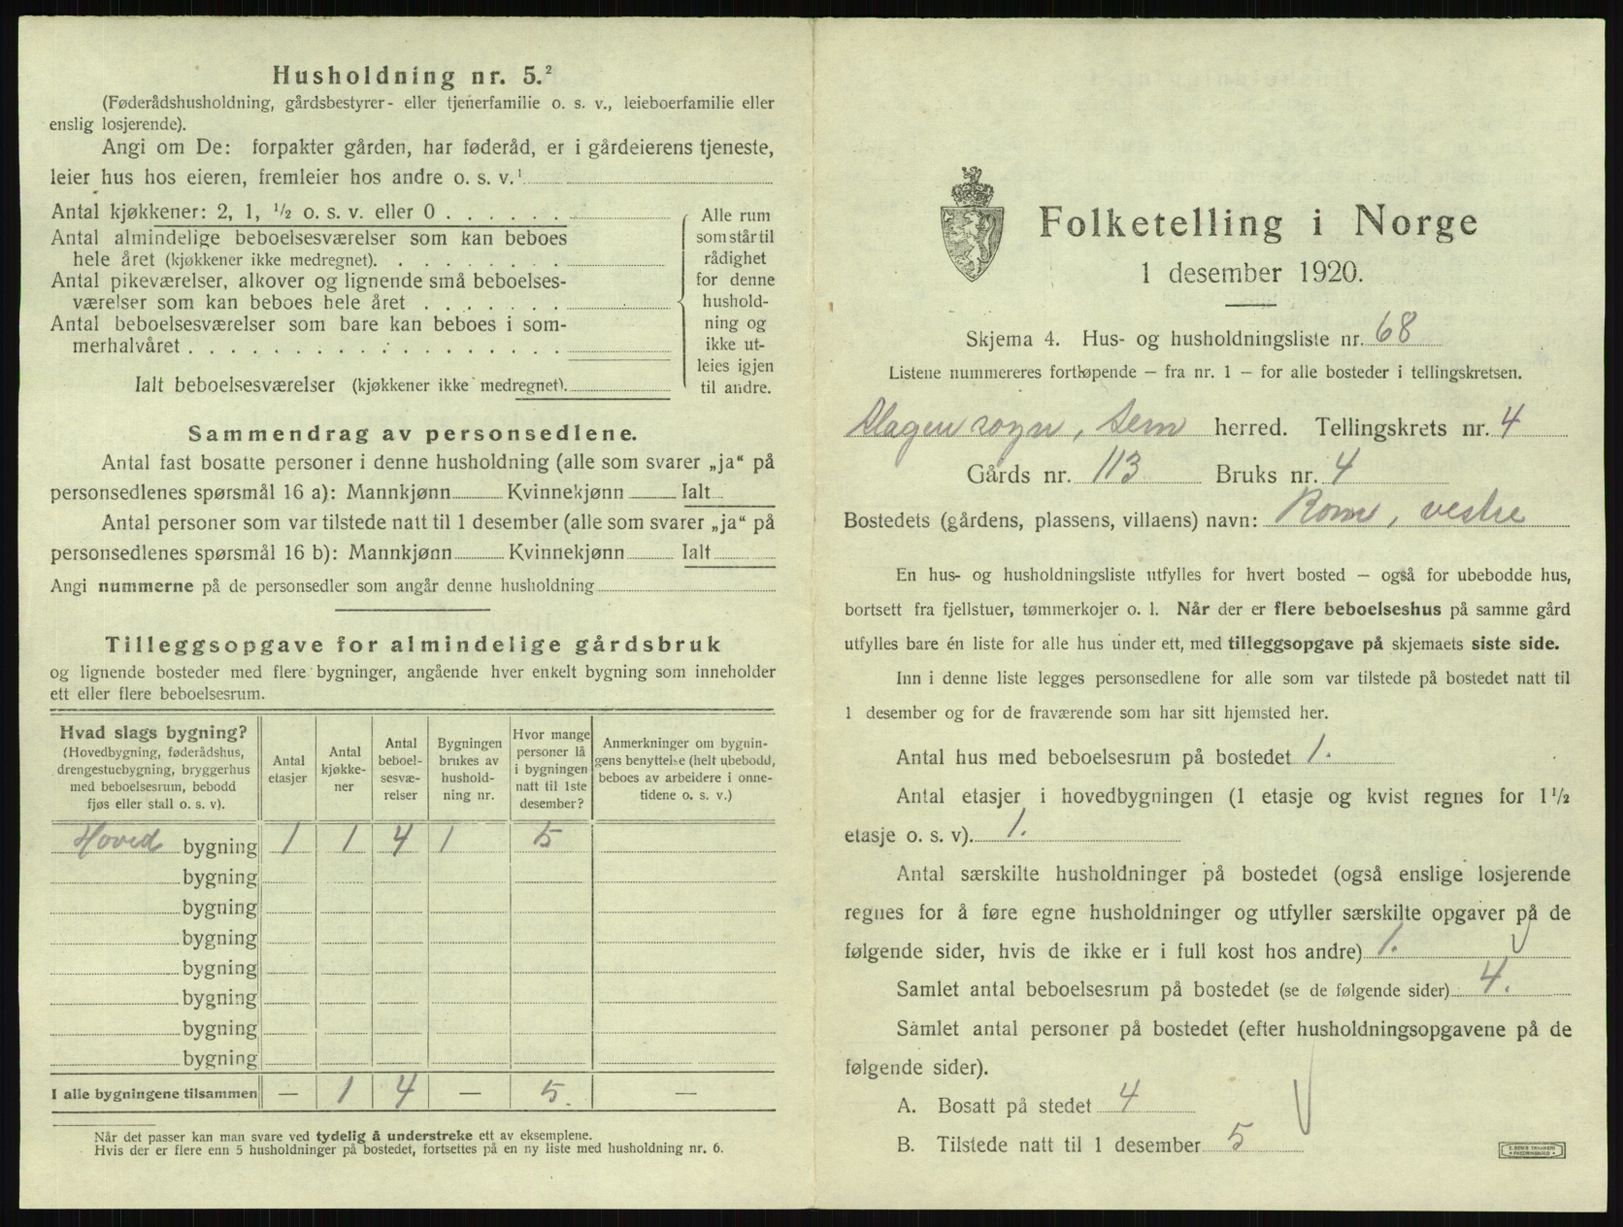 Husholdning nr. 5.²
(Føderådshusholdning, gårdsbestyrer- eller tjenerfamilie o. s. v., leieboerfamilie eller
enslig losjerende).
Angi om De: forpakter gården, har føderåd, er i gårdeierens tjeneste,
leier hus hos eieren, fremleier hos andre o. s. v.¹
Antal kjøkkener: 2, 1, ½ o. s. v. eller 0 . . . . . .
Antal almindelige beboelsesværelser som kan beboes
hele året (kjøkkener ikke medregnet). . . . . . . .
Antal pikeværelser, alkover og lignende små beboelses-
værelser som kan beboes hele året . . . . . .
Antal beboelsesværelser som bare kan beboes i som-
merhalvåret . . . . . . . . . . . . . .
Ialt beboelsesværelser (kjøkkener ikke medregnet).
Alle rum
som står til
rådighet
for denne
hushold-
ning og
ikke ut-
leies igjen
til andre.
Sammendrag av personsedlene.
Antal fast bosatte personer i denne husholdning (alle som svarer „ja“ på
personsedlenes spørsmål 16 a): Mannkjønn Kvinnekjønn Ialt
Antal personer som var tilstede natt til 1 desember (alle som svarer „ja“ på
personsedlenes spørsmål 16 b): Mannkjønn Kvinnekjønn Ialt
Angi nummerne på de personsedler som angår denne husholdning
Tilleggsopgave for almindelige gårdsbruk
og lignende bosteder med flere bygninger, angående hver enkelt bygning som inneholder
ett eller flere beboelsesrum.
Hvad slags bygning?
(Hovedbygning, føderådshus,
drengestuebygning, bryggerhus
med beboelsesrum, bebodd
fjøs eller stall o. s. v).
Antal
etasjer
Antal
kjøkke-
ner
Antal
beboel-
sesvæ-
relser
Bygningen
brukes av
hushold-
ning nr.
Hvor mange
personer lå
i bygningen
natt til 1ste
desember?
Anmerkninger om bygnin-
gens benyttelse (helt ubebodd,
beboes av arbeidere i onne-
tidene o. s. v.)
Hoved bygning 1 1 4 1 5
bygning
bygning
bygning
bygning
bygning
bygning
bygning
I alle bygningene tilsammen — 1 4 — 5. —
Når det passer kan man svare ved tydelig å understreke ett av eksemplene.
Hvis der er flere enn 5 husholdninger på bostedet, fortsettes på en ny liste med husholdning nr. 6.
Folketelling i Norge
1 desember 1920.
Skjema 4. Hus- og husholdningsliste nr. 68
Listene nummereres fortløpende — fra nr. 1 — for alle bosteder i tellingskretsen.
Slagen sogn, Sem herred. Tellingskrets nr. 4
Gårds nr. 113 Bruks nr. 4
Bostedets (gårdens, plassens, villaens) navn: Rom, vestre
En hus- og husholdningsliste utfylles for hvert bosted — også for ubebodde hus,
bortsett fra fjellstuer, tømmerkojer o. l. Når der er flere beboelseshus på samme gård
utfylles bare én liste for alle hus under ett, med tilleggsopgave på skjemaets siste side.
Inn i denne liste legges personsedlene for alle som var tilstede på bostedet natt til
1 desember og for de fraværende som har sitt hjemsted her.
Antal hus med beboelsesrum på bostedet 1.
Antal etasjer i hovedbygningen (1 etasje og kvist regnes for 1½
etasje o. s. v). 1.
Antal særskilte husholdninger på bostedet (også enslige losjerende
regnes for å føre egne husholdninger og utfyller særskilte opgaver på de
følgende sider, hvis de ikke er i full kost hos andre) 1.
Samlet antal beboelsesrum på bostedet (se de følgende sider) 4.
Samlet antal personer på bostedet (efter husholdningsopgavene på de
følgende sider).
A. Bosatt på stedet 4
B. Tilstede natt til 1 desember 5